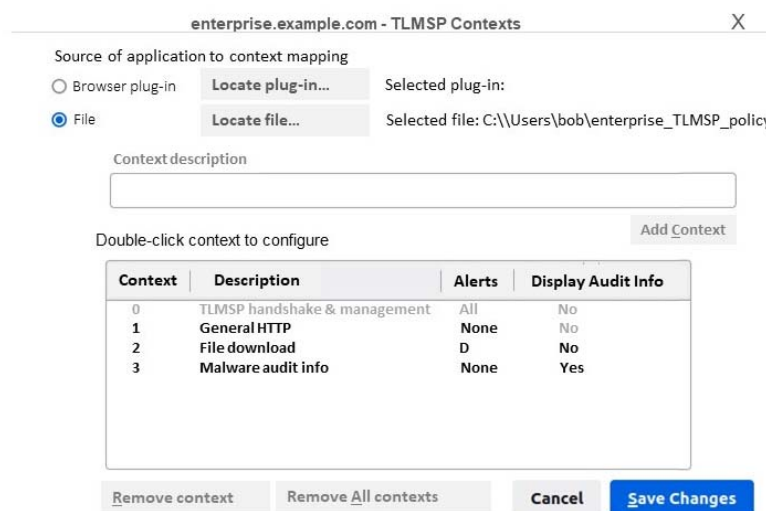 enterprise.example.com - TLMSP Contexts X
Source of application to context mapping
Browser plug-in Locate plug-in... Selected plug-in:
File Locate file... Selected file: C:\\Users\bob\enterprise_TLMSP_policy
Context description
Add Context
Double-click context to configure
Context Description Alerts Display Audit Info
0 TLMSP handshake & management All No
1 General HTTP None No
2 File download D No
3 Malware audit info None Yes
Remove context Remove All contexts Cancel Save Changes